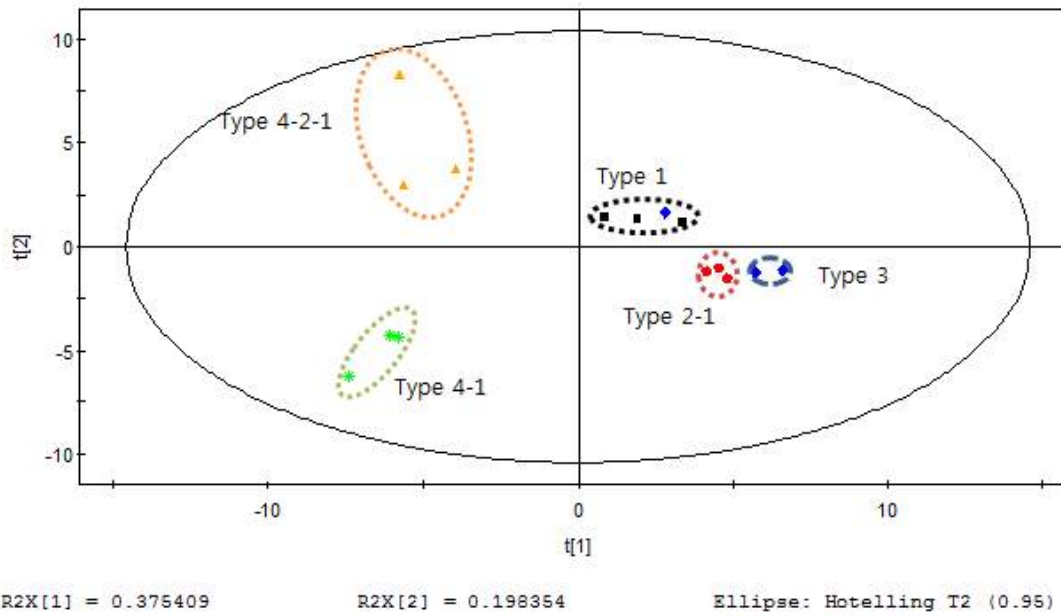 10
Type 4-2-1
5
Type 1
t[2]
0
Type 3
Type 2-1
-5
Type 4-1
-10
-10
0
10
t[1]
R2X[1] = 0.375409
R2X[2] = 0.198354
Ellipse: Hotelling T2 (0.95)